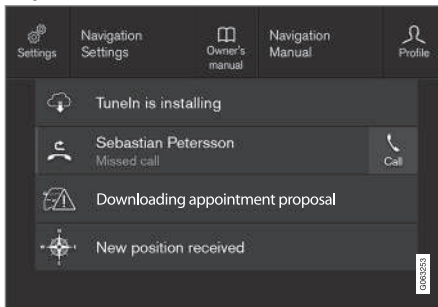 Settings
Navigation
Settings
Owner's
manual
Navigation
Manual
Profile
TuneIn is installing
Sebastian Petersson
Missed call
Call
Downloading appointment proposal
New position received
G063253